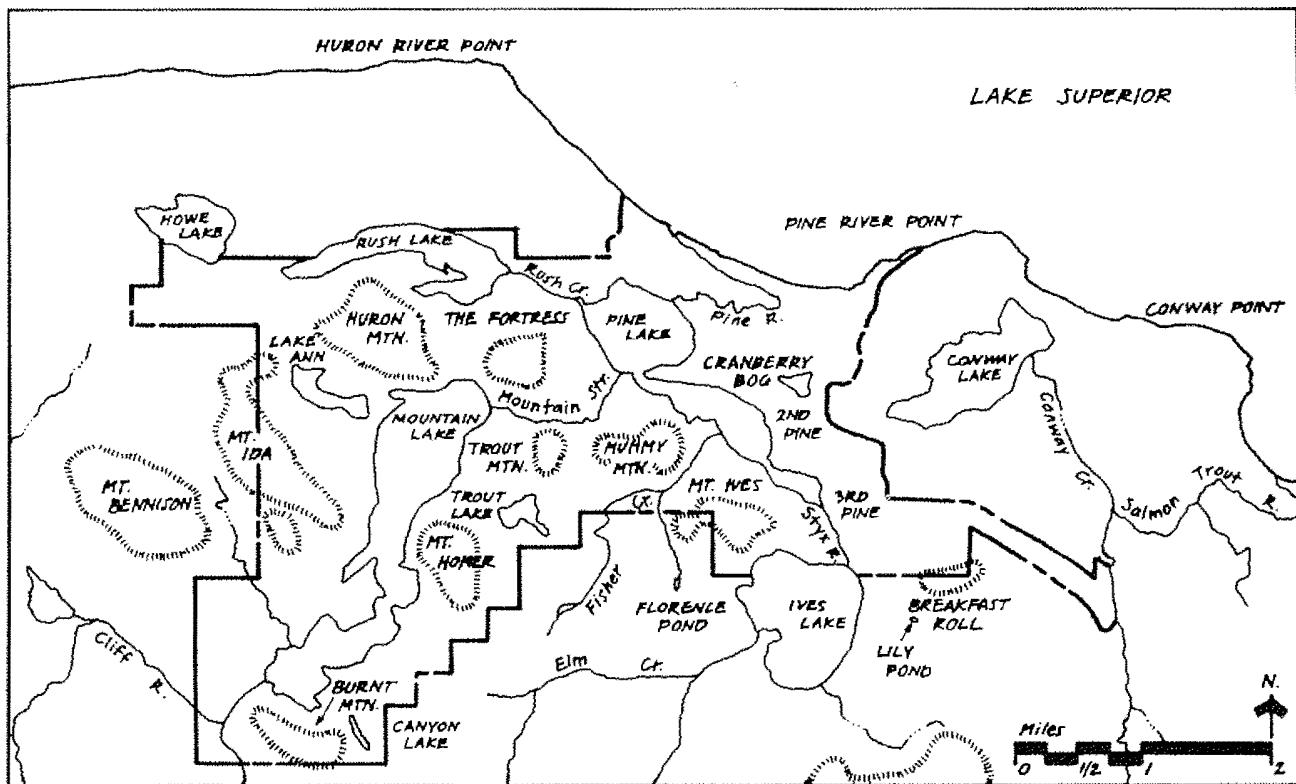 HURON RIVER POINT
LAKE SUPERIOR
HOWE
LAKE
RUSH LAKE
PINE RIVER POINT
Rush Cr.
CONWAY POINT
HURON
MTN.
THE FORTRESS
PINE
LAKE
Pine R.
LAKE
ANN
CRANBERRY
BOG
CONWAY
LAKE
Mountain Str.
MOUNTAIN
LAKE
2ND
PINE
Conway Cr.
MT.
IDA
TROUT
MTN.
MUMMY
MTN.
MT.
BENNISON
MT. IVES
TROUT
LAKE
Cr.
3RD
PINE
Styx R.
Salmon Trout R.
MT.
HOMER
Fisher
FLORENCE
POND
IVES
LAKE
BREAKFAST
ROLL
LILY
POND
Cliff R.
Elm Cr.
BURNT
MTN.
CANYON
LAKE
N.
Miles
0 1/2 1 2